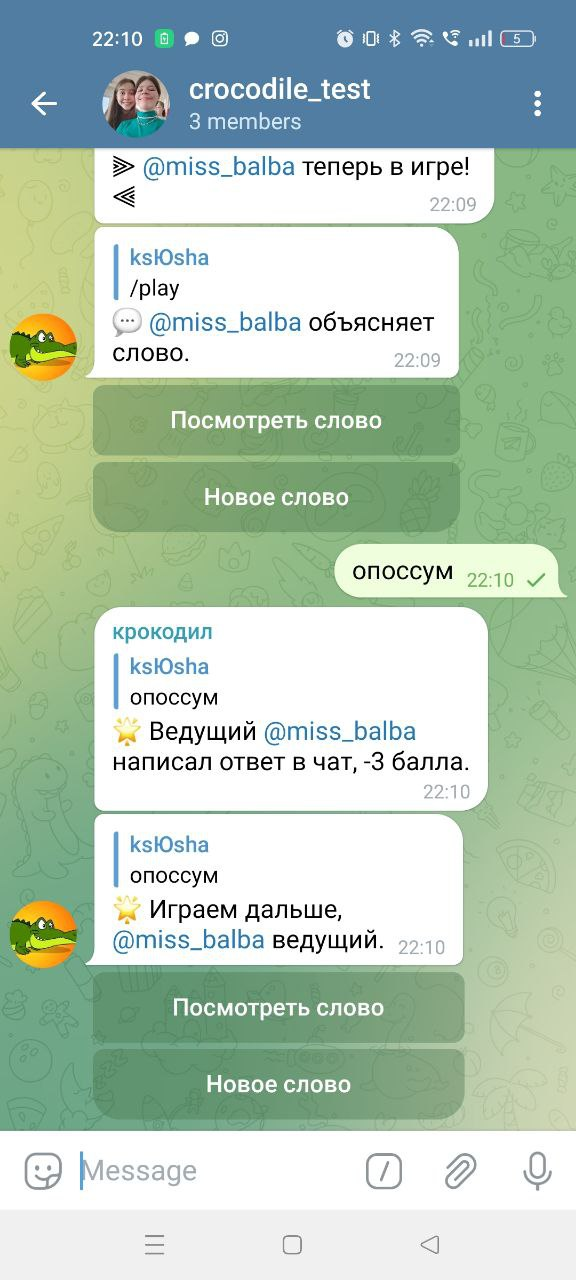 22:10
5
crocodile_test
3 members
@miss_balba теперь в игре!
22:09
ksЮsha
/play
💬 @miss_balba объясняет
слово.
22:09
Посмотреть слово
Новое слово
опоссум 22:10
крокодил
ksЮsha
опоссум
🌟 Ведущий @miss_balba
написал ответ в чат, -3 балла.
22:10
ksЮsha
опоссум
🌟 Играем дальше,
@miss_balba ведущий. 22:10
Посмотреть слово
Новое слово
Message